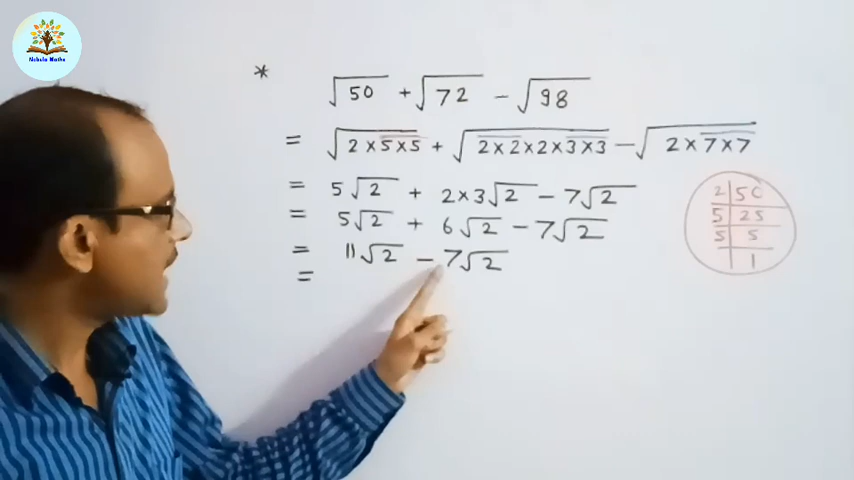 Nebula Maths
* √50 + √72 - √98
= √2×5×5 + √2×2×2×3×3 - √2×7×7
= 5√2 + 2×3√2 - 7√2
= 5√2 + 6√2 - 7√2
= 11√2 - 7√2
=
2 | 50
5 | 25
5 | 5
| 1